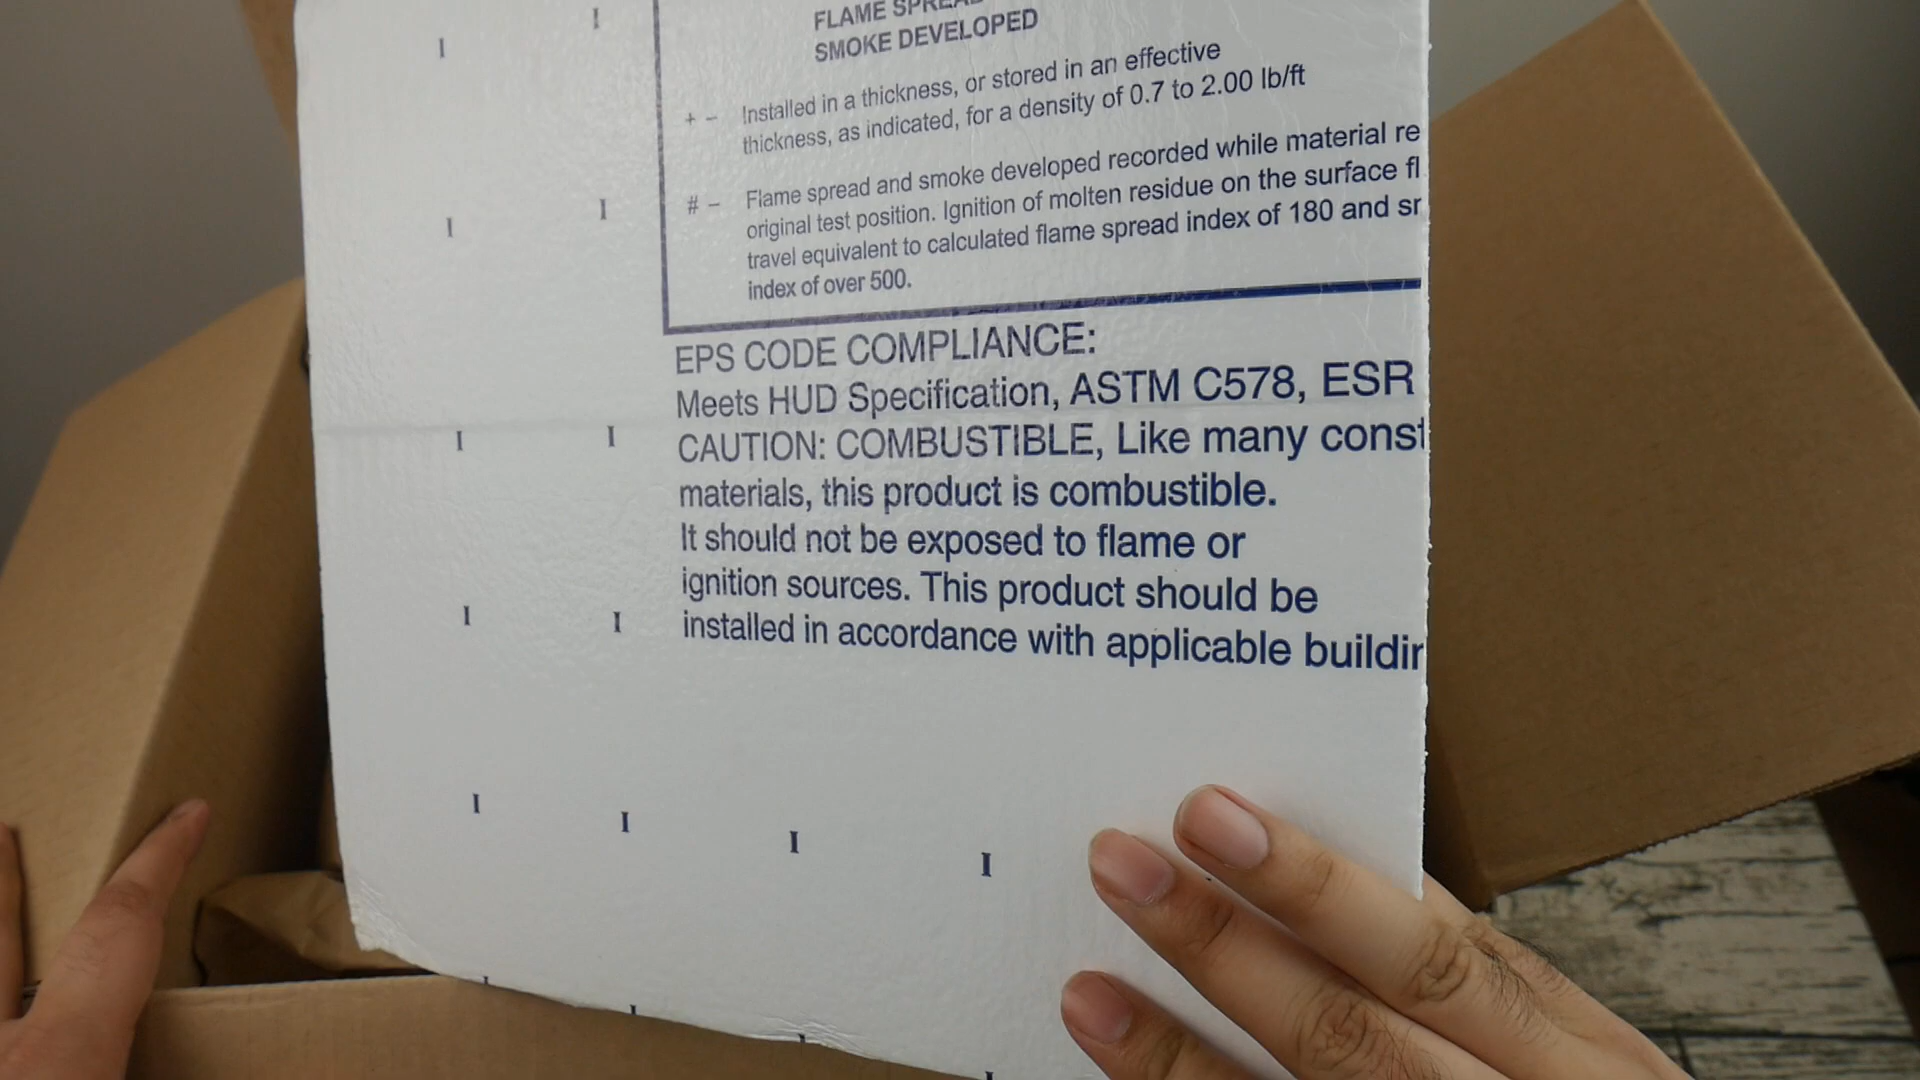 FLAME
SMOKE DEVELOPED
+ – Installed in a thickness, or stored in an effective
thickness, as indicated, for a density of 0.7 to 2.00 lb/ft
# – Flame spread and smoke developed recorded while material re
original test position. Ignition of molten residue on the surface fl
travel equivalent to calculated flame spread index of 180 and sr
index of over 500.
EPS CODE COMPLIANCE:
Meets HUD Specification, ASTM C578, ESR
CAUTION: COMBUSTIBLE, Like many const
materials, this product is combustible.
It should not be exposed to flame or
ignition sources. This product should be
installed in accordance with applicable buildin